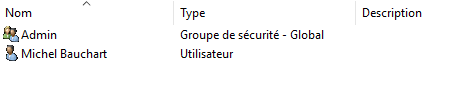 Nom Type Description
Admin Groupe de sécurité - Global
Michel Bauchart Utilisateur